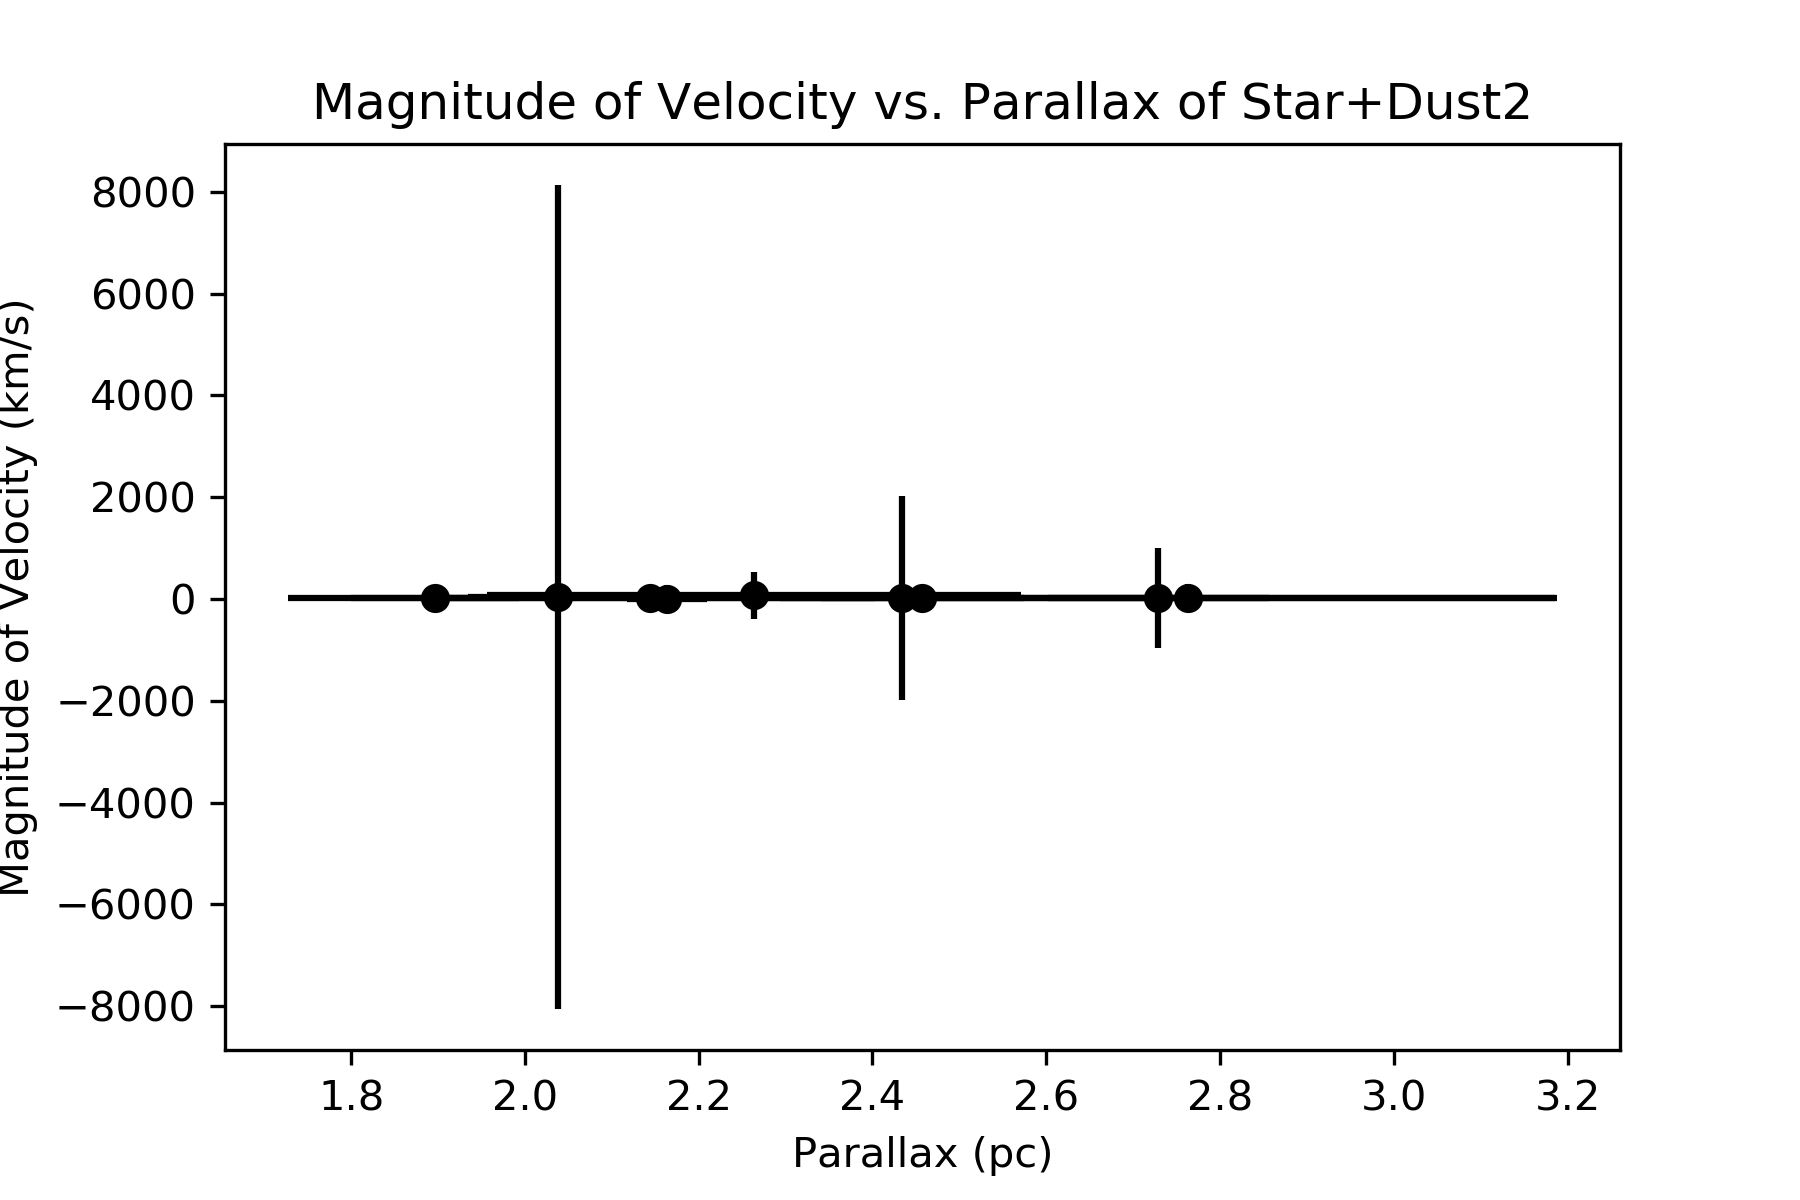 Magnitude of Velocity vs. Parallax of Star+Dust2
Magnitude of Velocity (km/s)
8000
6000
4000
2000
0
−2000
−4000
−6000
−8000
1.8 2.0 2.2 2.4 2.6 2.8 3.0 3.2
Parallax (pc)